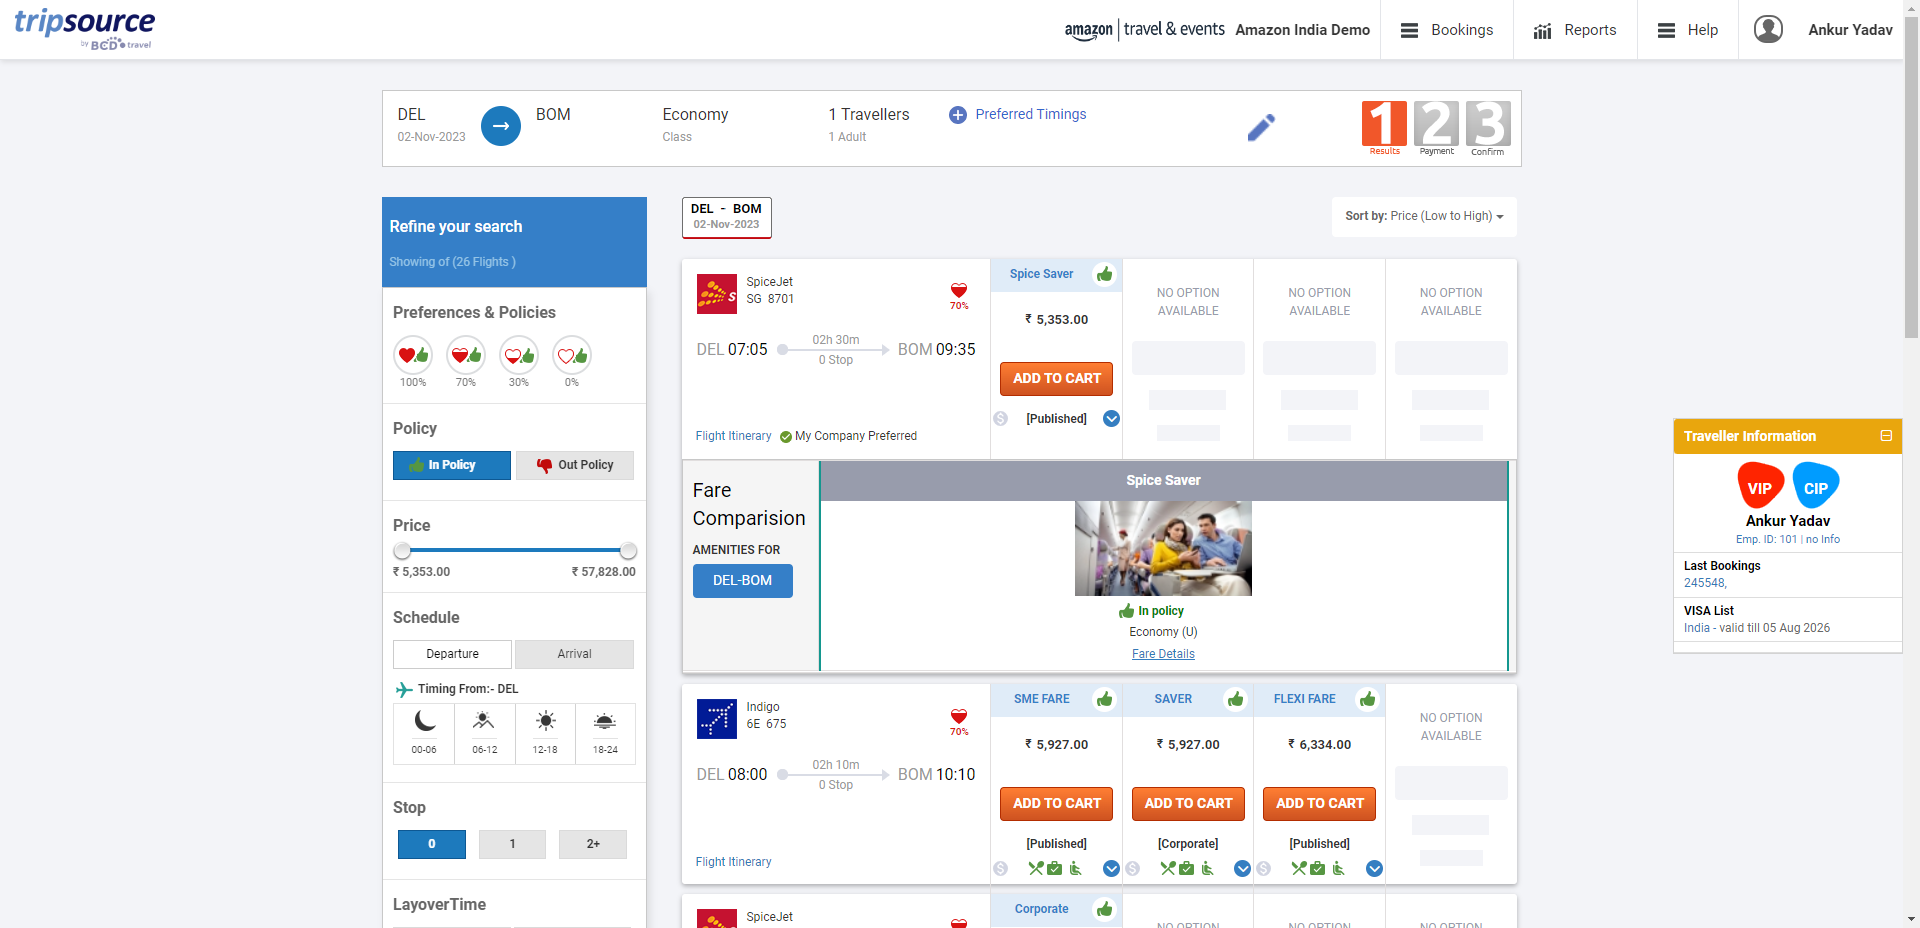 tripsource
by BCD travel
amazon travel & events Amazon India Demo
Bookings
Reports
Help
Ankur Yadav
DEL
02-Nov-2023
BOM
Economy
Class
1 Travellers
1 Adult
Preferred Timings
1 2 3
Results Payment Confirm
Refine your search
Showing of (26 Flights )
Preferences & Policies
100% 70% 30% 0%
Policy
In Policy Out Policy
Price
₹ 5,353.00 ₹ 57,828.00
Schedule
Departure Arrival
Timing From:- DEL
00-06 06-12 12-18 18-24
Stop
0 1 2+
LayoverTime
DEL - BOM
02-Nov-2023
Sort by: Price (Low to High)
SpiceJet
SG 8701
70%
DEL 07:05
02h 30m
0 Stop
BOM 09:35
Flight Itinerary
My Company Preferred
Spice Saver
₹ 5,353.00
ADD TO CART
[Published]
NO OPTION
AVAILABLE
NO OPTION
AVAILABLE
NO OPTION
AVAILABLE
Fare
Comparision
AMENITIES FOR
DEL-BOM
Spice Saver
In policy
Economy (U)
Fare Details
Indigo
6E 675
70%
DEL 08:00
02h 10m
0 Stop
BOM 10:10
Flight Itinerary
SME FARE
₹ 5,927.00
ADD TO CART
[Published]
SAVER
₹ 5,927.00
ADD TO CART
[Corporate]
FLEXI FARE
₹ 6,334.00
ADD TO CART
[Published]
NO OPTION
AVAILABLE
SpiceJet
Corporate
NO OPTION
NO OPTION
NO OPTION
Traveller Information
VIP CIP
Ankur Yadav
Emp. ID: 101 | no Info
Last Bookings
245548,
VISA List
India - valid till 05 Aug 2026